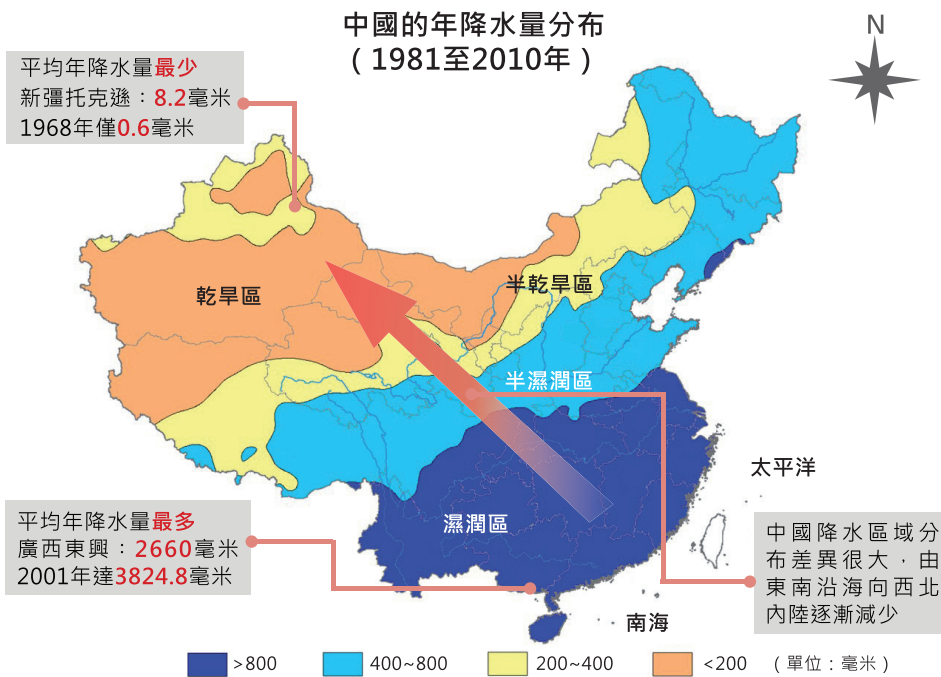 中國的年降水量分布
（1981至2010年）
N
平均年降水量最少
新疆托克遜：8.2毫米
1968年僅0.6毫米
乾旱區
半乾旱區
半濕潤區
濕潤區
太平洋
南海
平均年降水量最多
廣西東興：2660毫米
2001年達3824.8毫米
中國降水區域分
布差異很大，由
東南沿海向西北
內陸逐漸減少
>800 400~800 200~400 <200 （單位：毫米）